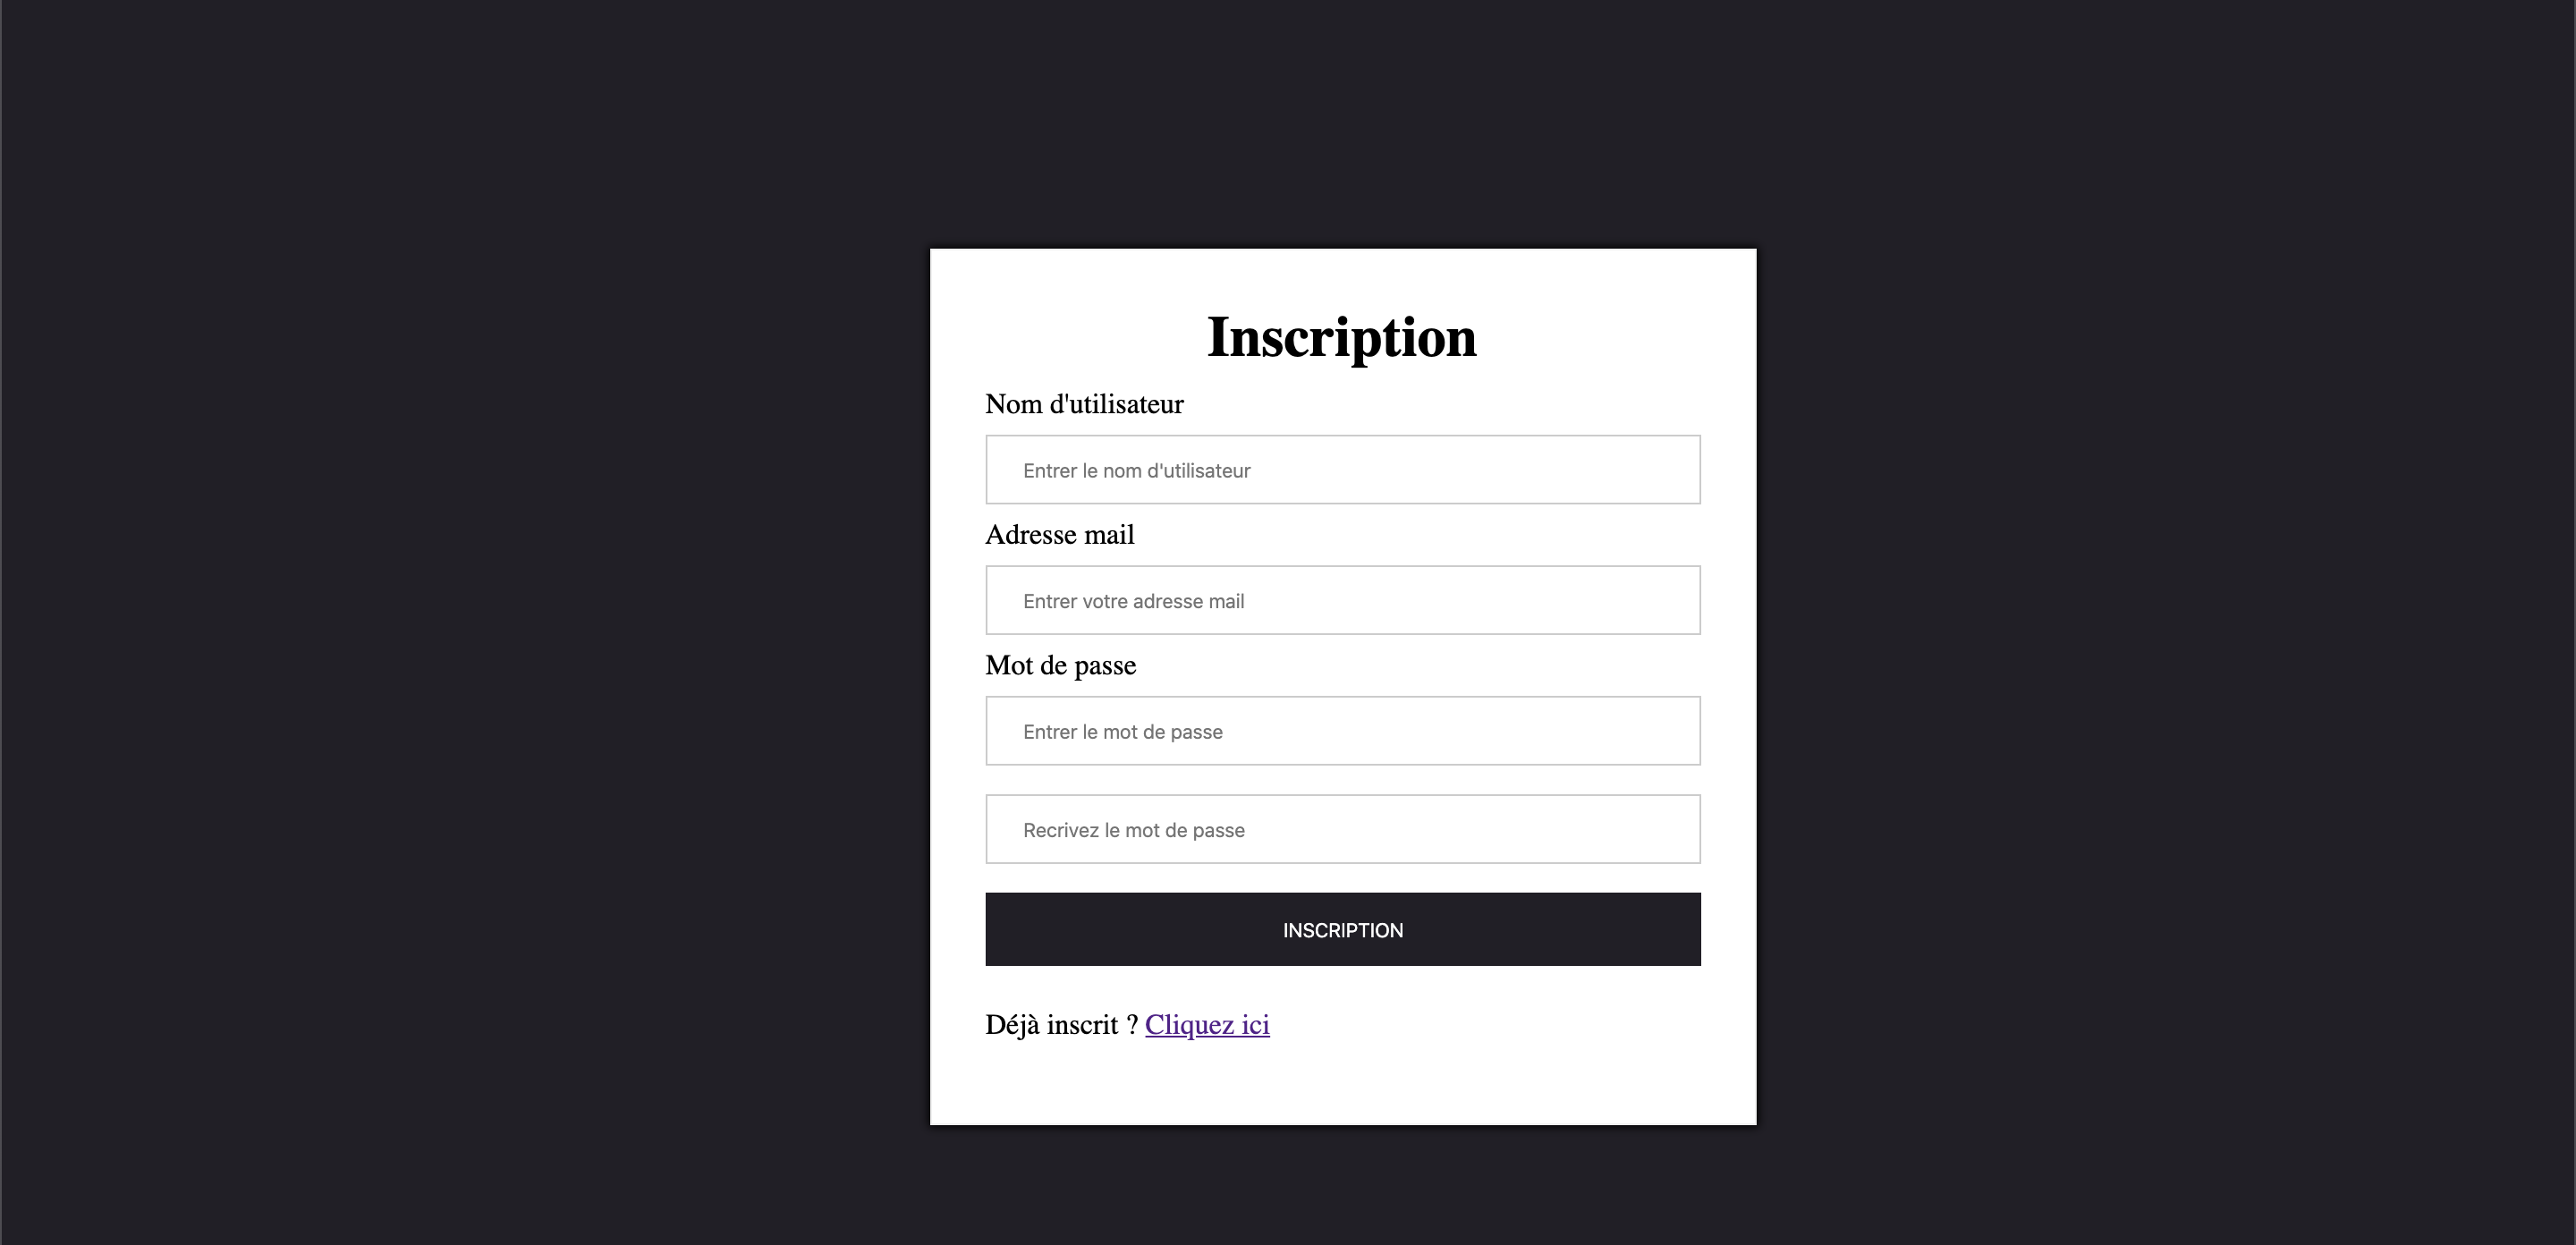 Inscription
Nom d'utilisateur
Entrer le nom d'utilisateur
Adresse mail
Entrer votre adresse mail
Mot de passe
Entrer le mot de passe
Recrivez le mot de passe
INSCRIPTION
Déjà inscrit ? Cliquez ici